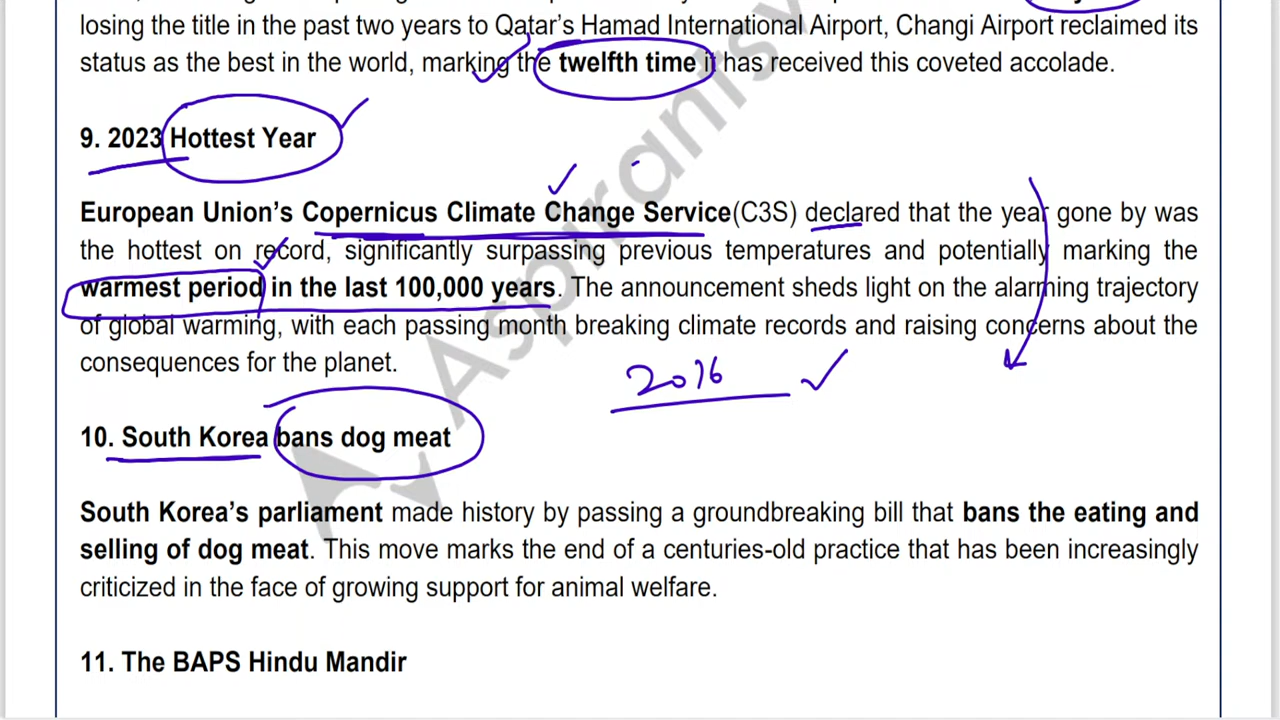 losing the title in the past two years to Qatar's Hamad International Airport, Changi Airport reclaimed its
status as the best in the world, marking the twelfth time it has received this coveted accolade.
9. 2023 Hottest Year
European Union's Copernicus Climate Change Service(C3S) declared that the year gone by was
the hottest on record, significantly surpassing previous temperatures and potentially marking the
warmest period in the last 100,000 years. The announcement sheds light on the alarming trajectory
of global warming, with each passing month breaking climate records and raising concerns about the
consequences for the planet.
2016
10. South Korea bans dog meat
South Korea's parliament made history by passing a groundbreaking bill that bans the eating and
selling of dog meat. This move marks the end of a centuries-old practice that has been increasingly
criticized in the face of growing support for animal welfare.
11. The BAPS Hindu Mandir